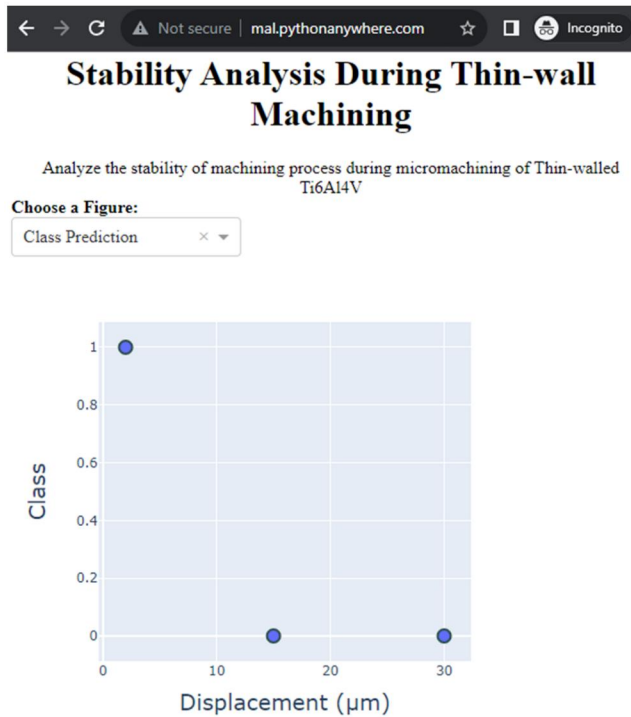 Not secure | mal.pythonanywhere.com Incognito
Stability Analysis During Thin-wall
Machining
Analyze the stability of machining process during micromachining of Thin-walled
Ti6Al4V
Choose a Figure:
Class Prediction
1
0.8
0.6
0.4
0.2
0
Class
0 10 20 30
Displacement (μm)